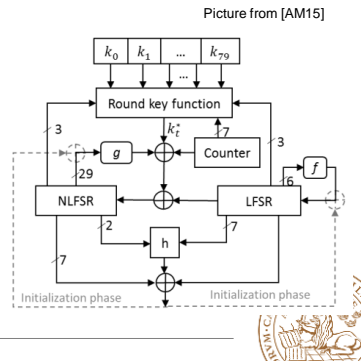 Picture from [AM15]
k₀ k₁ ... k₇₉
...
Round key function
3 k*ₜ 7 3
g Counter f
29 6
NLFSR LFSR
2 7
h
7
Initialization phase Initialization phase